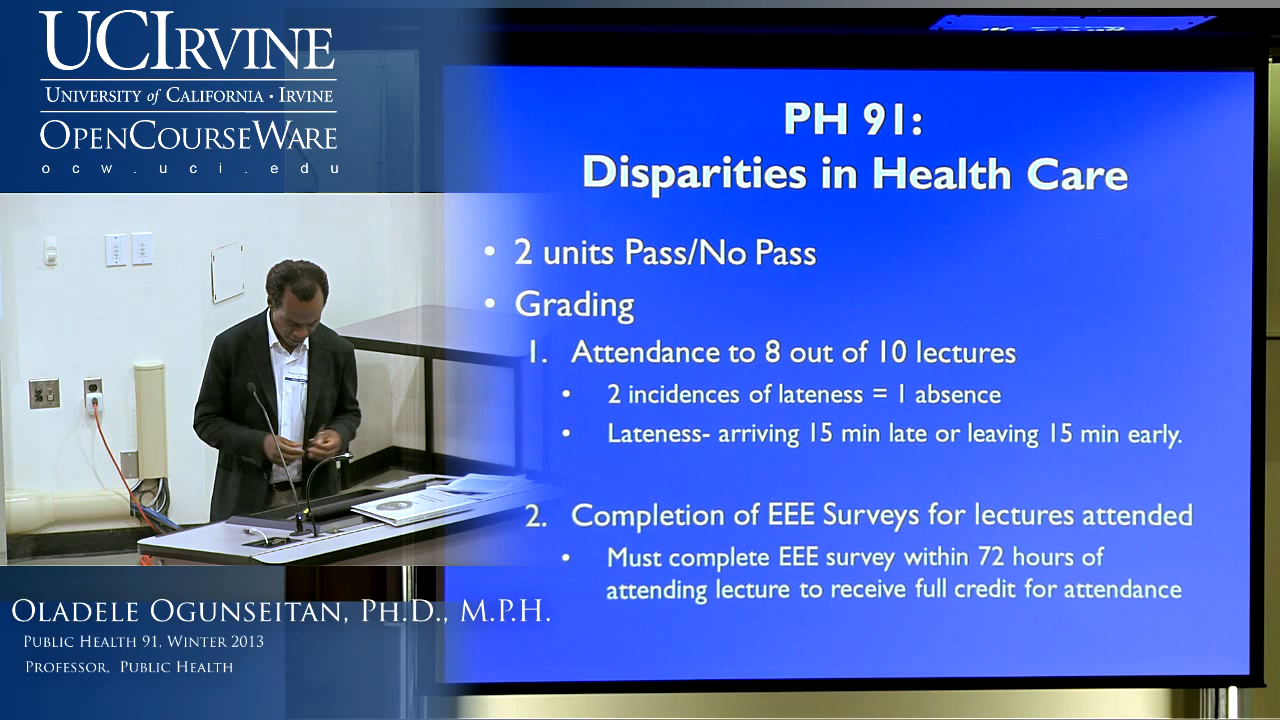 UCIRVINE
UNIVERSITY of CALIFORNIA · IRVINE
OPENCOURSEWARE
ocw.uci.edu
PH 91:
Disparities in Health Care
• 2 units Pass/No Pass
• Grading
1. Attendance to 8 out of 10 lectures
• 2 incidences of lateness = 1 absence
• Lateness- arriving 15 min late or leaving 15 min early.
2. Completion of EEE Surveys for lectures attended
• Must complete EEE survey within 72 hours of
attending lecture to receive full credit for attendance
OLADELE OGUNSEITAN, PH.D., M.P.H.
PUBLIC HEALTH 91, WINTER 2013
PROFESSOR, PUBLIC HEALTH